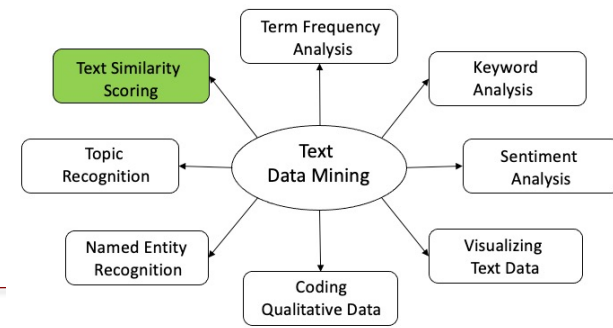 Term Frequency
Analysis
Text Similarity
Scoring
Keyword
Analysis
Topic
Recognition
Text
Data Mining
Sentiment
Analysis
Named Entity
Recognition
Visualizing
Text Data
Coding
Qualitative Data